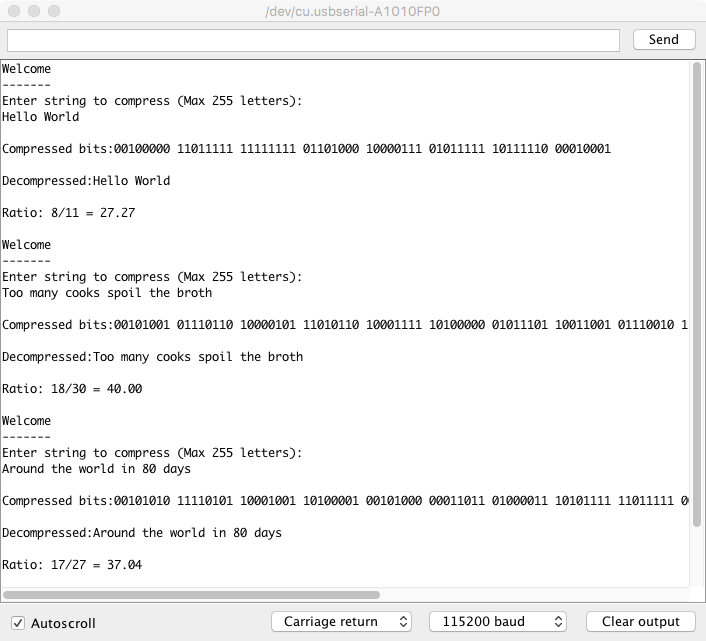 /dev/cu.usbserial-A1010FP0
Send
Welcome
-------
Enter string to compress (Max 255 letters):
Hello World
Compressed bits:00100000 11011111 11111111 01101000 10000111 01011111 10111110 00010001
Decompressed:Hello World
Ratio: 8/11 = 27.27
Welcome
-------
Enter string to compress (Max 255 letters):
Too many cooks spoil the broth
Compressed bits:00101001 01110110 10000101 11010110 10001111 10100000 01011101 10011001 01110010 1
Decompressed:Too many cooks spoil the broth
Ratio: 18/30 = 40.00
Welcome
-------
Enter string to compress (Max 255 letters):
Around the world in 80 days
Compressed bits:00101010 11110101 10001001 10100001 00101000 00011011 01000011 10101111 11011111 0
Decompressed:Around the world in 80 days
Ratio: 17/27 = 37.04
Autoscroll
Carriage return
115200 baud
Clear output